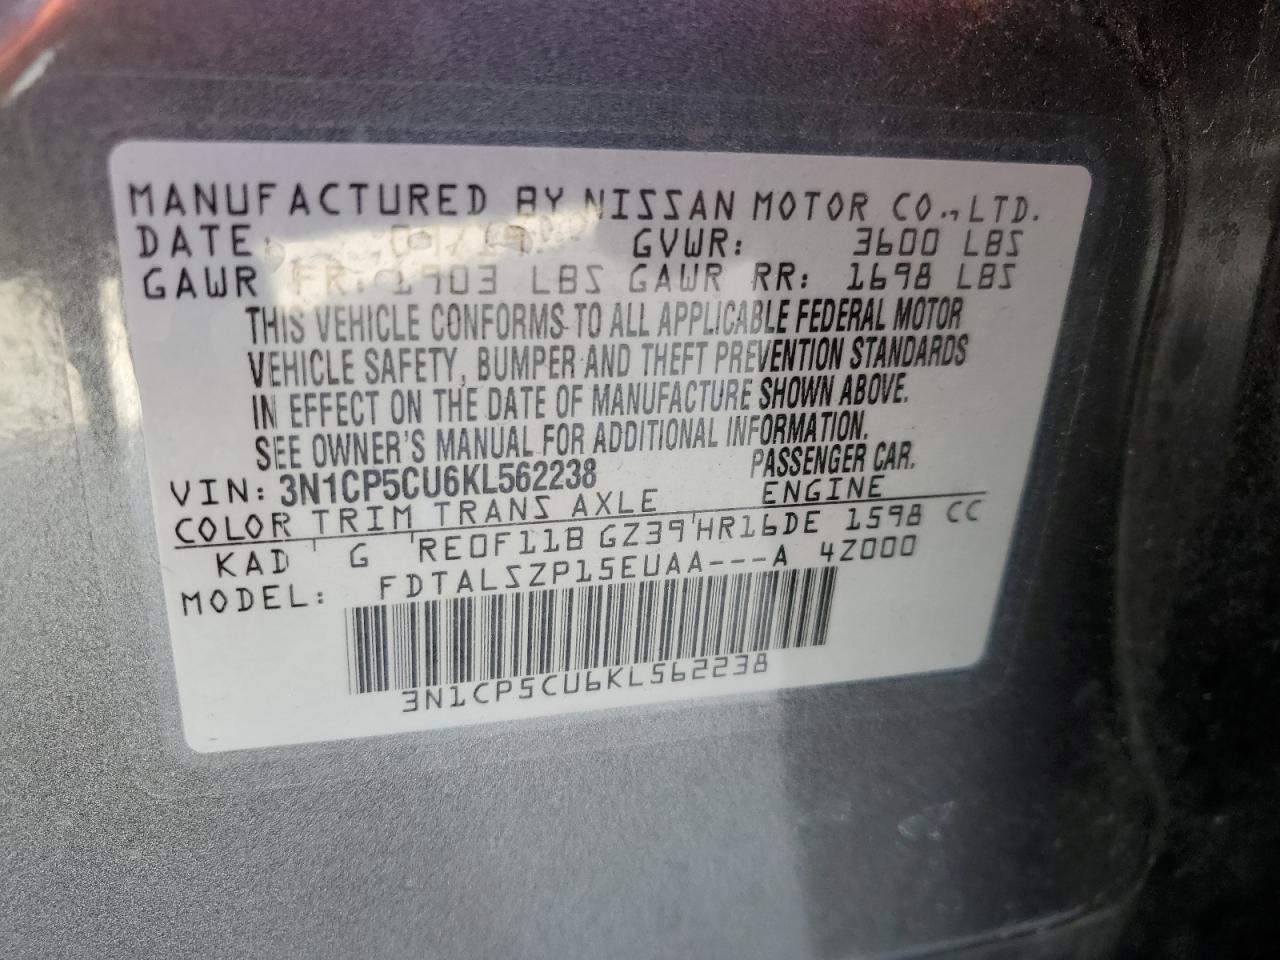 MANUFACTURED BY NISSAN MOTOR CO., LTD.
DATE GVWR: 3600 LBS
GAWR FR: 1903 LBS GAWR RR: 1698 LBS
THIS VEHICLE CONFORMS TO ALL APPLICABLE FEDERAL MOTOR
VEHICLE SAFETY, BUMPER AND THEFT PREVENTION STANDARDS
IN EFFECT ON THE DATE OF MANUFACTURE SHOWN ABOVE.
SEE OWNER'S MANUAL FOR ADDITIONAL INFORMATION.
VIN: 3N1CP5CU6KL562238 PASSENGER CAR.
COLOR TRIM TRANS AXLE ENGINE
KAD G RE0F11B GZ39 HR16DE 1598 CC
MODEL: FDTALSZP15EUAA---A 4Z000
3N1CP5CU6KL562238